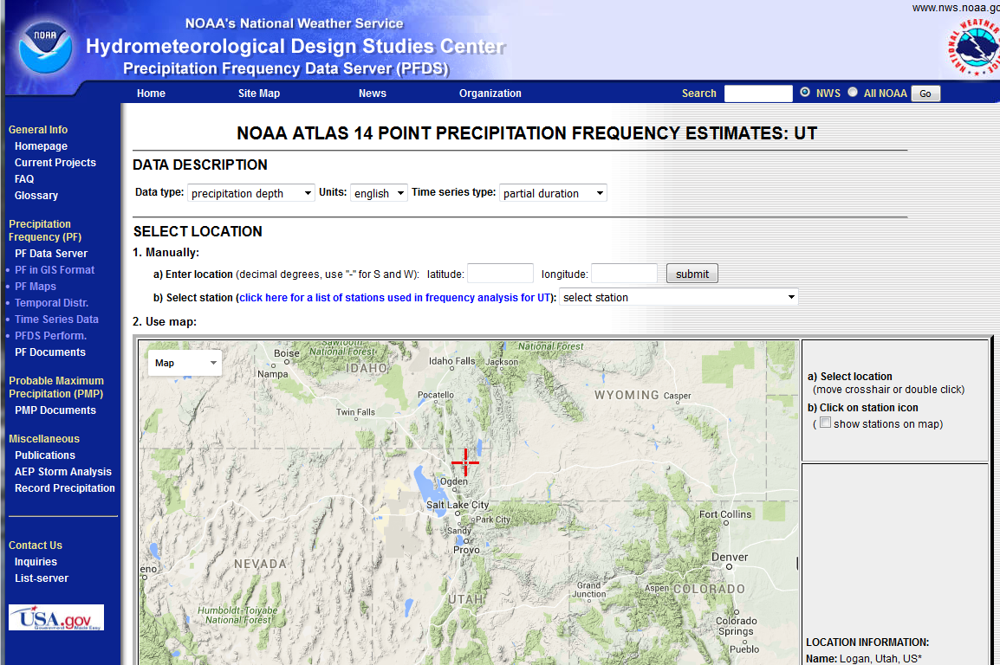 www.nws.noaa.go
NOAA's National Weather Service
Hydrometeorological Design Studies Center
Precipitation Frequency Data Server (PFDS)
NOAA
NATIONAL WEATHER
Home Site Map News Organization Search NWS All NOAA Go
General Info
Homepage
Current Projects
FAQ
Glossary
Precipitation
Frequency (PF)
PF Data Server
• PF in GIS Format
• PF Maps
• Temporal Distr.
• Time Series Data
• PFDS Perform.
PF Documents
Probable Maximum
Precipitation (PMP)
PMP Documents
Miscellaneous
Publications
AEP Storm Analysis
Record Precipitation
Contact Us
Inquiries
List-server
USA.gov
Government Made Easy
NOAA ATLAS 14 POINT PRECIPITATION FREQUENCY ESTIMATES: UT
DATA DESCRIPTION
Data type: precipitation depth Units: english Time series type: partial duration
SELECT LOCATION
1. Manually:
a) Enter location (decimal degrees, use "-" for S and W): latitude: longitude: submit
b) Select station (click here for a list of stations used in frequency analysis for UT): select station
2. Use map:
Map
Sawtooth
National Forest
National Forest
Boise
Idaho Falls
Jackson
Nampa
IDAHO
Pocatello
WYOMING
Casper
Twin Falls
Ogden
Salt Lake City
Park City
Sandy
Provo
Fort Collins
eno
NEVADA
Denver
Grand
Junction
Aspen
COLORADO
UTAH
Humboldt-Toiyabe
National Forest
Colorado
Springs
Pueblo
a) Select location
(move crosshair or double click)
b) Click on station icon
( show stations on map)
LOCATION INFORMATION:
Name: Logan, Utah, US*